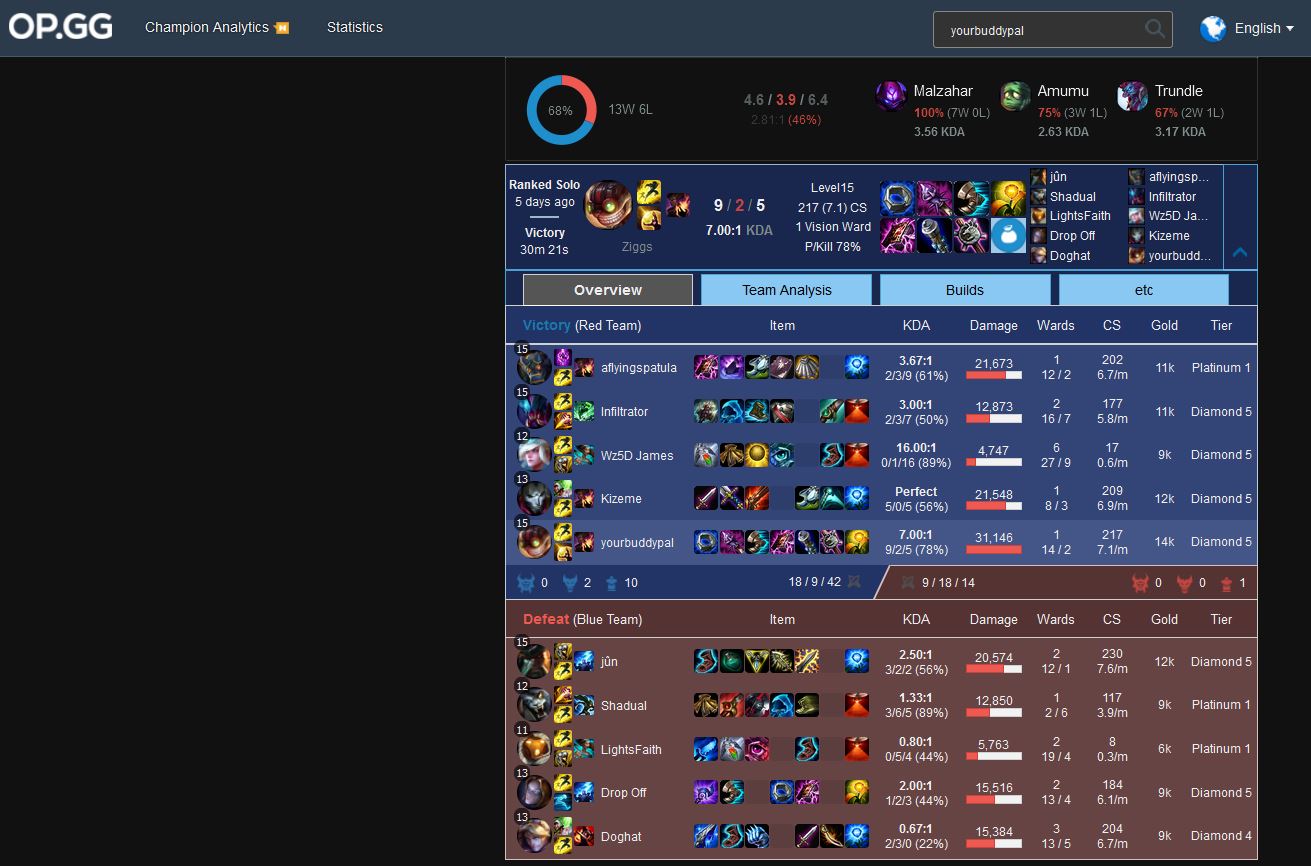 OP.GG Champion Analytics Statistics yourbuddypal English
68% 13W 6L
4.6 / 3.9 / 6.4
2.81:1 (46%)
Malzahar
100% (7W 0L)
3.56 KDA
Amumu
75% (3W 1L)
2.63 KDA
Trundle
67% (2W 1L)
3.17 KDA
Ranked Solo
5 days ago
Victory
30m 21s
Ziggs
9 / 2 / 5
7.00:1 KDA
Level15
217 (7.1) CS
1 Vision Ward
P/Kill 78%
jûn
Shadual
LightsFaith
Drop Off
Doghat
aflyingsp...
Infiltrator
Wz5D Ja...
Kizeme
yourbudd...
Overview Team Analysis Builds etc
Victory (Red Team) Item KDA Damage Wards CS Gold Tier
15 aflyingspatula 3.67:1 21,673 1 202 11k Platinum 1
2/3/9 (61%) 12 / 2 6.7/m
15 Infiltrator 3.00:1 12,873 2 177 11k Diamond 5
2/3/7 (50%) 16 / 7 5.8/m
12 Wz5D James 16.00:1 4,747 6 17 9k Diamond 5
0/1/16 (89%) 27 / 9 0.6/m
13 Kizeme Perfect 21,548 1 209 12k Diamond 5
5/0/5 (56%) 8 / 3 6.9/m
15 yourbuddypal 7.00:1 31,146 1 217 14k Diamond 5
9/2/5 (78%) 14 / 2 7.1/m
0 2 10 18 / 9 / 42 9 / 18 / 14 0 0 1
Defeat (Blue Team) Item KDA Damage Wards CS Gold Tier
15 jûn 2.50:1 20,574 2 230 12k Diamond 5
3/2/2 (56%) 12 / 1 7.6/m
12 Shadual 1.33:1 12,850 1 117 9k Platinum 1
3/6/5 (89%) 2 / 6 3.9/m
11 LightsFaith 0.80:1 5,763 2 8 6k Platinum 1
0/5/4 (44%) 19 / 4 0.3/m
13 Drop Off 2.00:1 15,516 2 184 9k Diamond 5
1/2/3 (44%) 13 / 4 6.1/m
13 Doghat 0.67:1 15,384 3 204 9k Diamond 4
2/3/0 (22%) 13 / 5 6.7/m